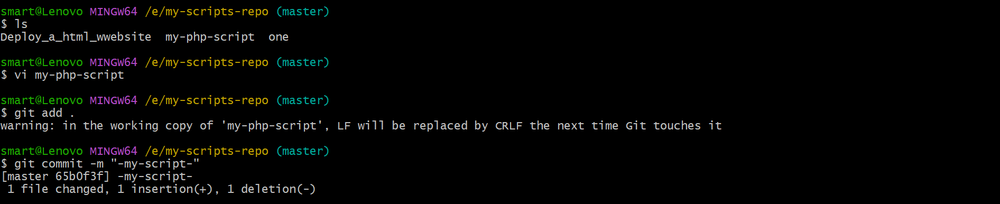 smart@Lenovo MINGW64 /e/my-scripts-repo (master)
$ ls
Deploy_a_html_wwebsite  my-php-script  one
smart@Lenovo MINGW64 /e/my-scripts-repo (master)
$ vi my-php-script
smart@Lenovo MINGW64 /e/my-scripts-repo (master)
$ git add .
warning: in the working copy of 'my-php-script', LF will be replaced by CRLF the next time Git touches it
smart@Lenovo MINGW64 /e/my-scripts-repo (master)
$ git commit -m "-my-script-"
[master 65b0f3f] -my-script-
 1 file changed, 1 insertion(+), 1 deletion(-)